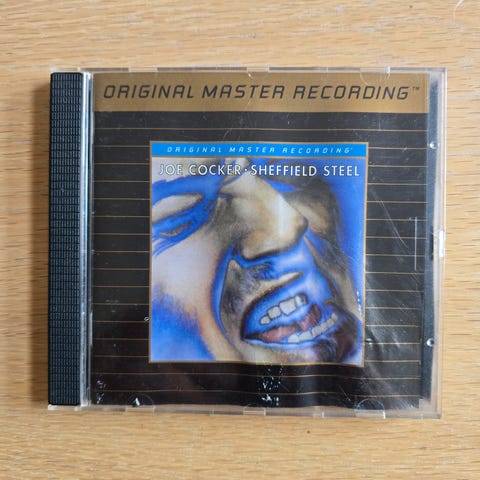 ORIGINAL MASTER RECORDING™
ORIGINAL MASTER RECORDING
JOE COCKER · SHEFFIELD STEEL